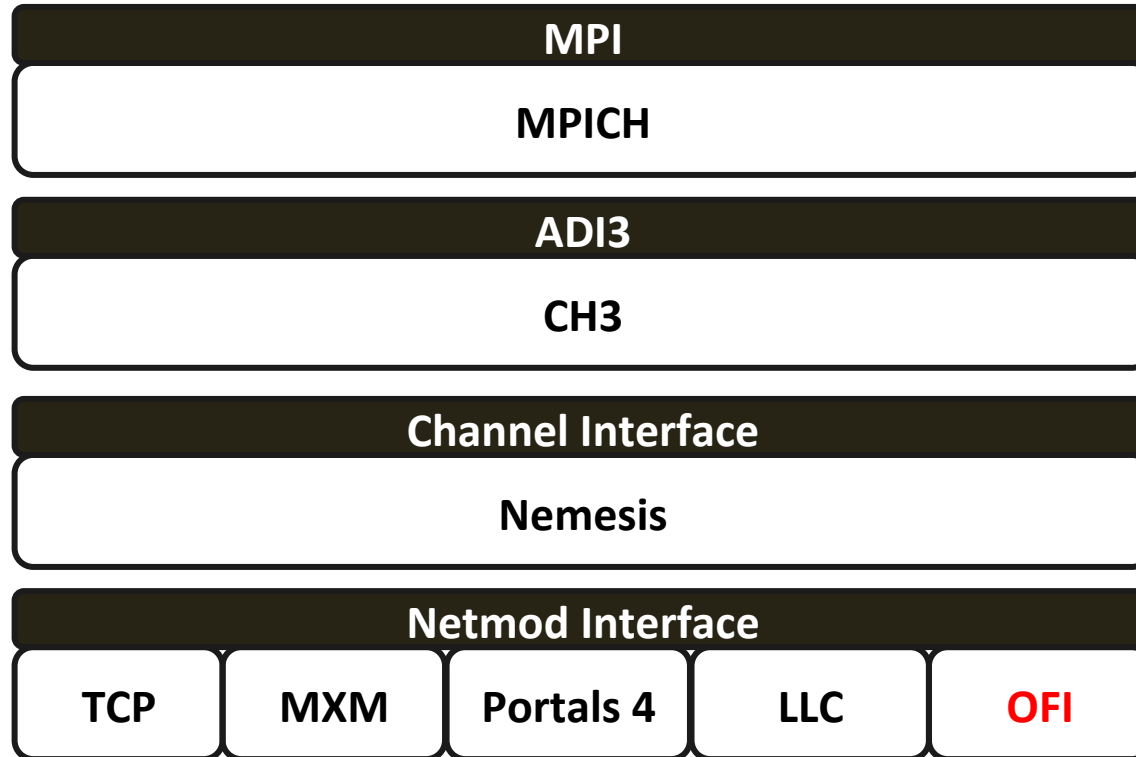 MPI
MPICH
ADI3
CH3
Channel Interface
Nemesis
Netmod Interface
TCP MXM Portals 4 LLC OFI